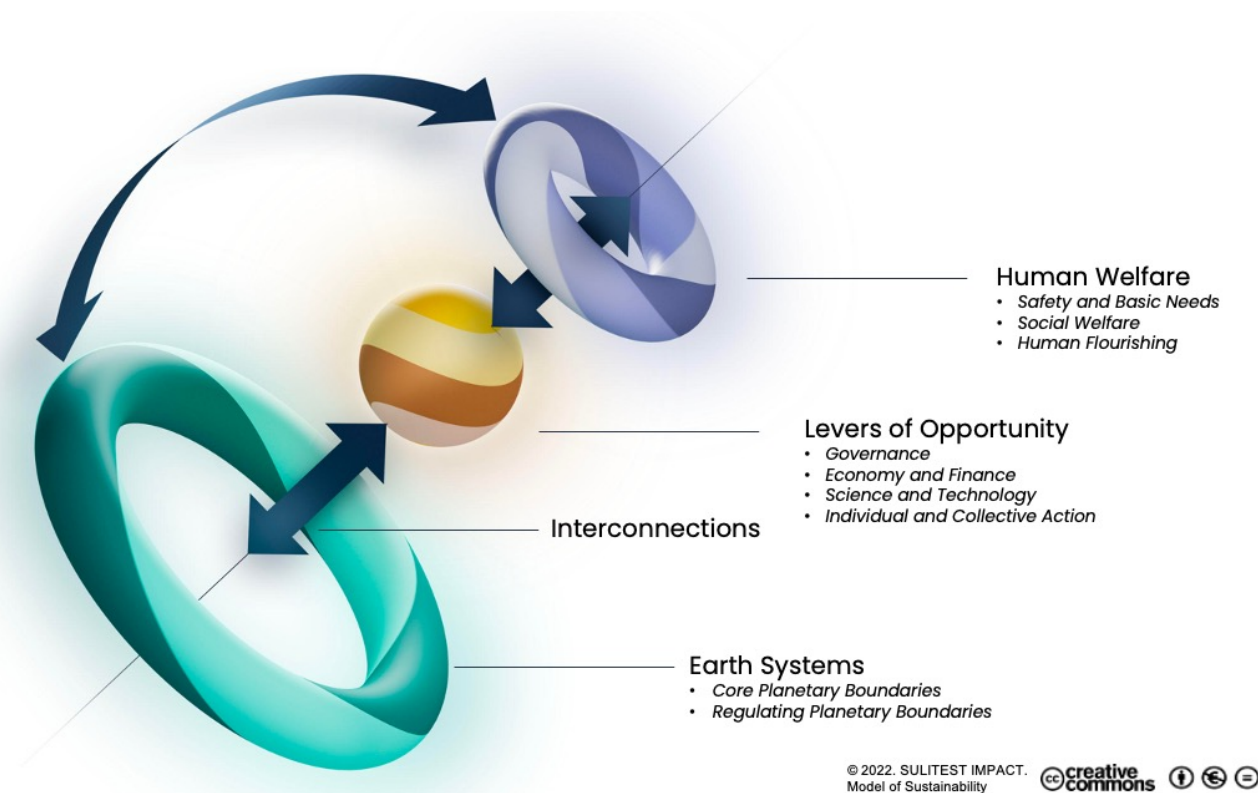 Human Welfare
• Safety and Basic Needs
• Social Welfare
• Human Flourishing
Levers of Opportunity
• Governance
• Economy and Finance
• Science and Technology
• Individual and Collective Action
Interconnections
Earth Systems
• Core Planetary Boundaries
• Regulating Planetary Boundaries
© 2022. SULITEST IMPACT.
Model of Sustainability
cc creative commons